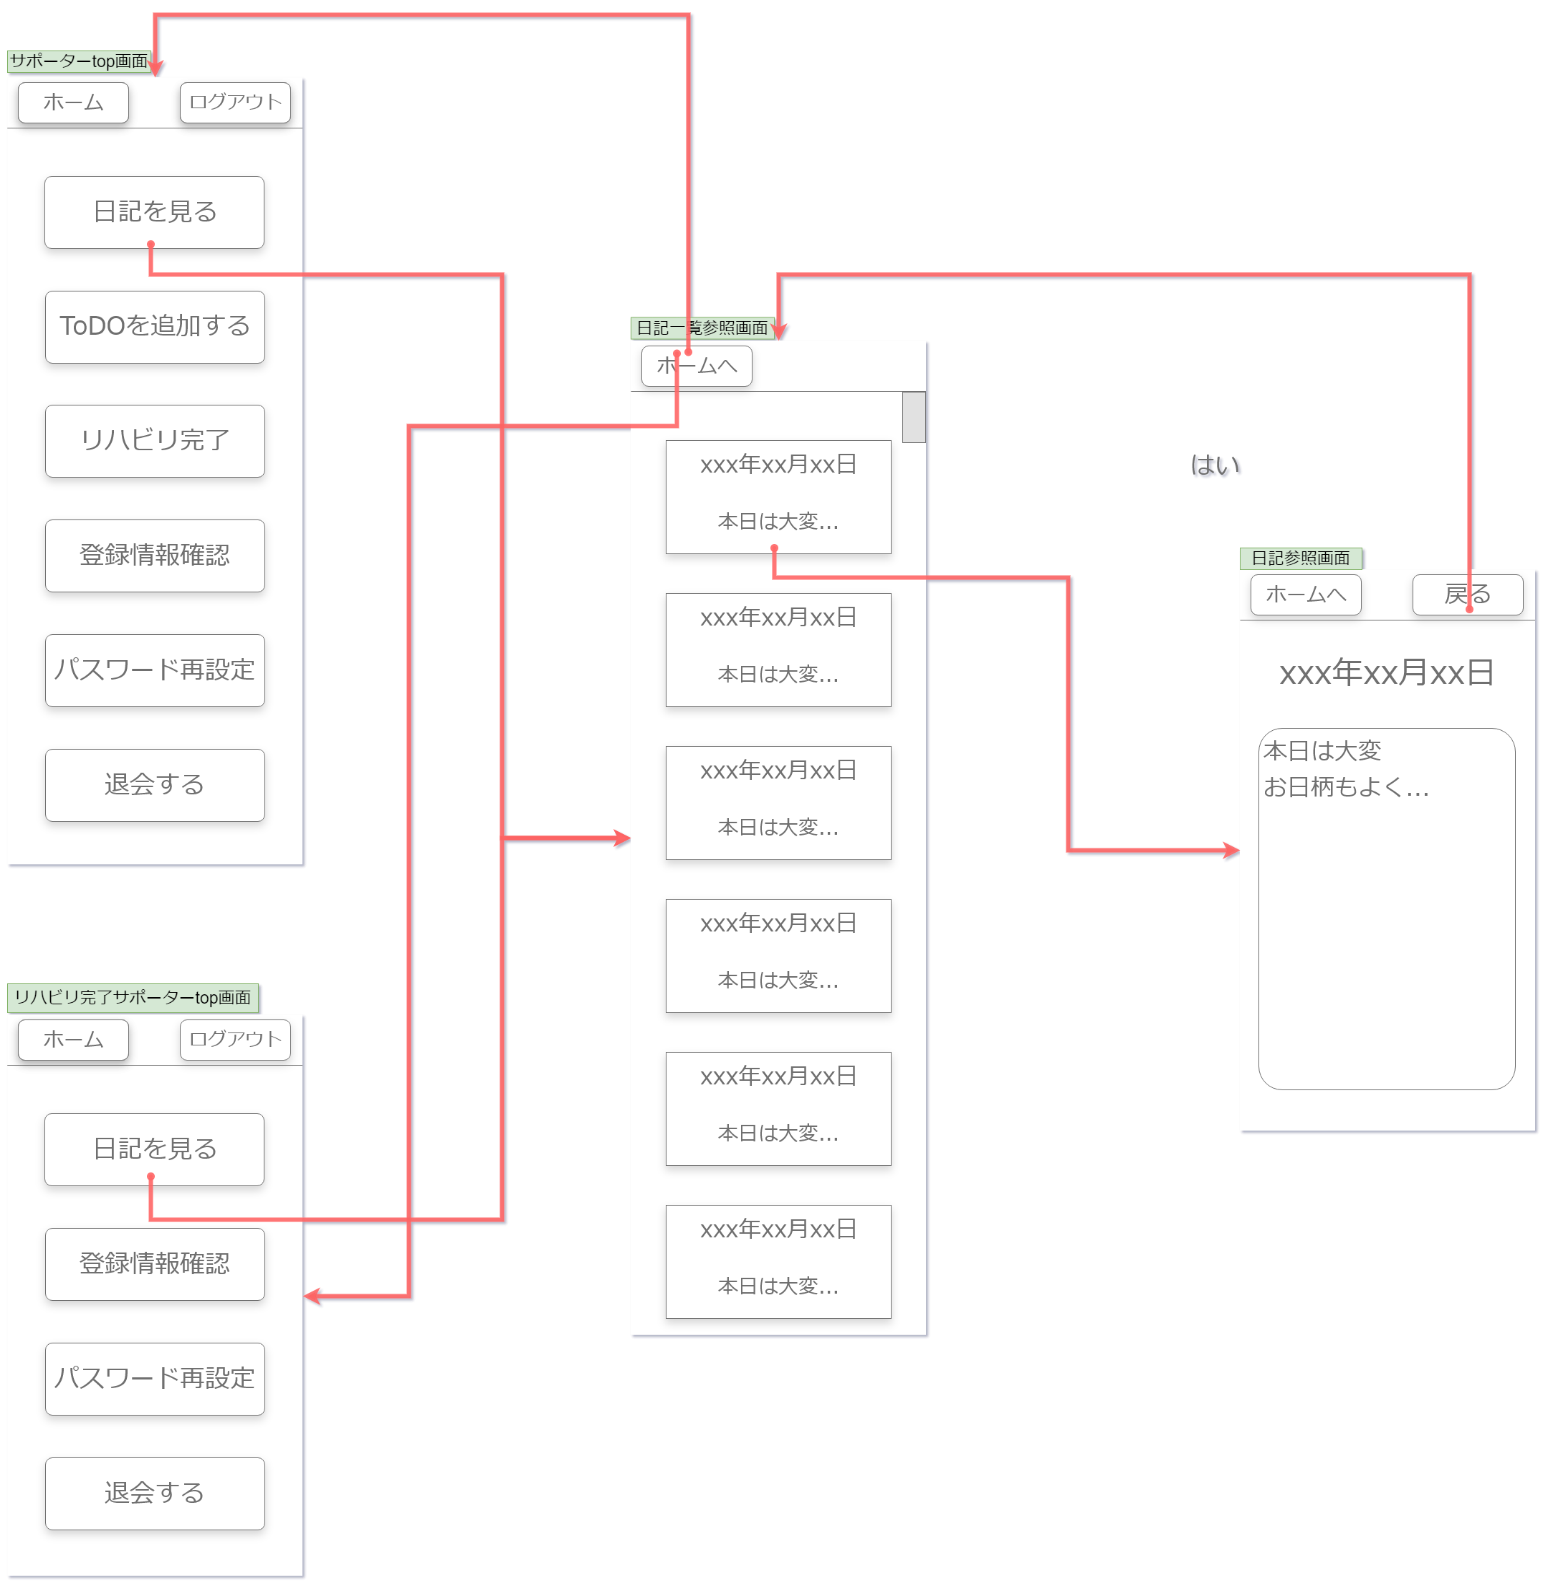 サポーターtop画面
ホーム
ログアウト
日記を見る
ToDOを追加する
リハビリ完了
登録情報確認
パスワード再設定
退会する
リハビリ完了サポーターtop画面
ホーム
ログアウト
日記を見る
登録情報確認
パスワード再設定
退会する
日記一覧参照画面
ホームへ
xxx年xx月xx日
本日は大変...
xxx年xx月xx日
本日は大変...
xxx年xx月xx日
本日は大変...
xxx年xx月xx日
本日は大変...
xxx年xx月xx日
本日は大変...
xxx年xx月xx日
本日は大変...
はい
日記参照画面
ホームへ
戻る
xxx年xx月xx日
本日は大変
お日柄もよく...